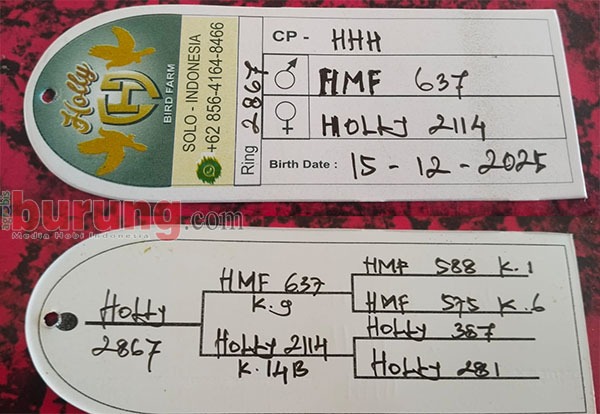 Holly
H
BIRD FARM
SOLO - INDONESIA
+62 856-4164-8466
Ring 2867
CP - HHH
♂ HMF 637
♀ HOLLY 2114
Birth Date : 15 - 12 - 2025
burung.com
Media Hobi Indonesia
HOLLY
2867
HMF 637
K.9
HOLLY 2114
K.14B
HMF 588 K.1
HMF 575 K.6
HOLLY 387
HOLLY 281